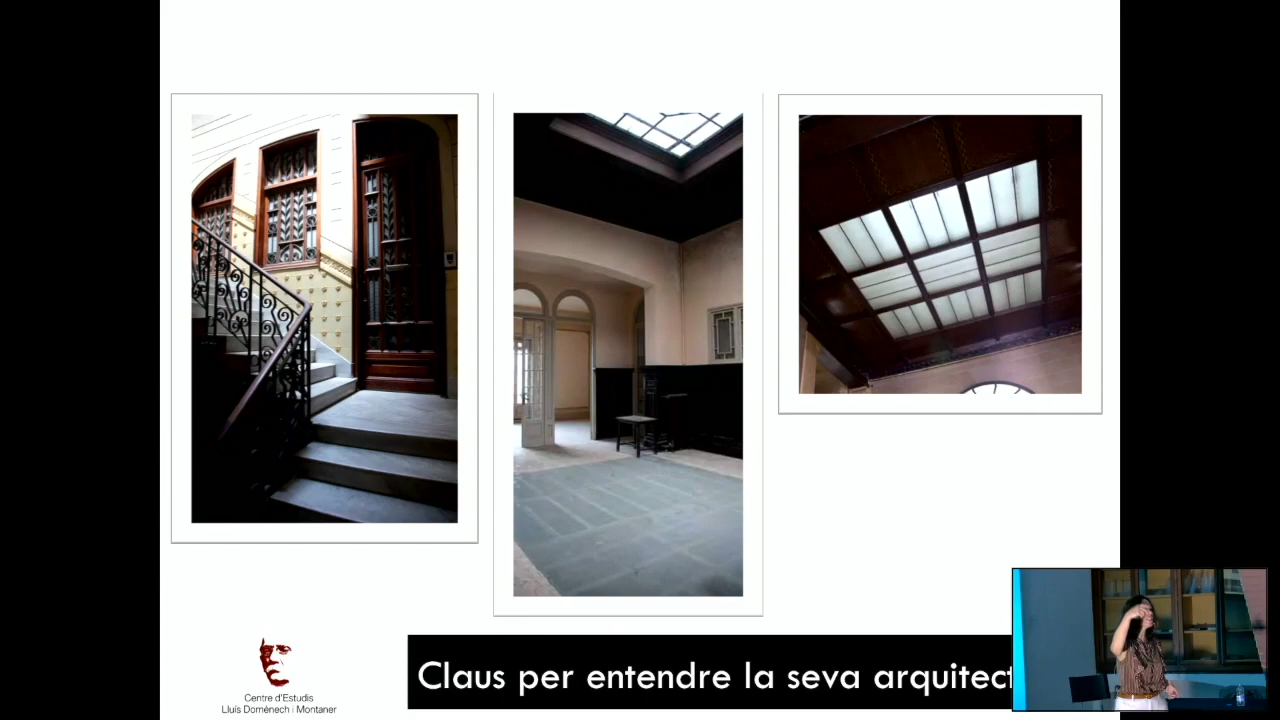 Claus per entendre la seva arquitect
Centre d'Estudis
Lluís Domènech i Montaner